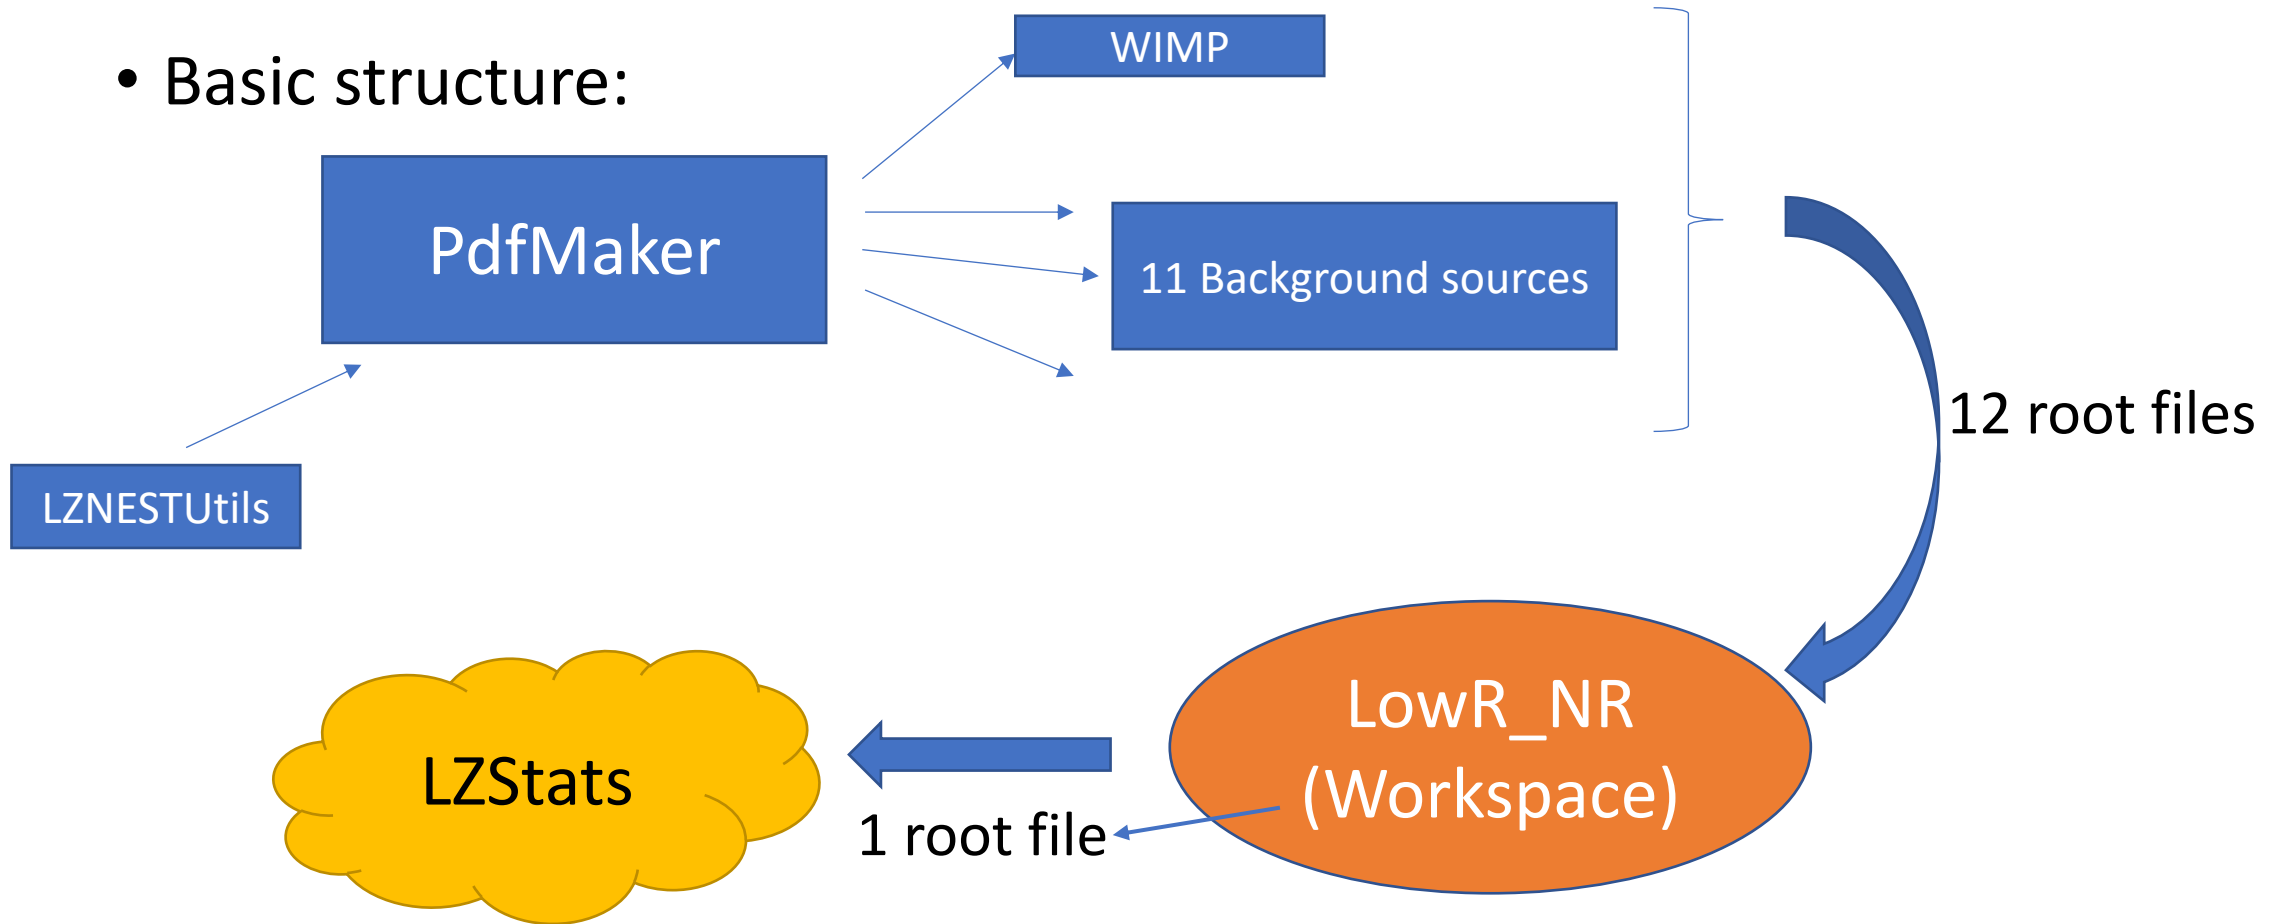 • Basic structure:
WIMP
PdfMaker
11 Background sources
12 root files
LZNESTUtils
LowR_NR
(Workspace)
LZStats
1 root file